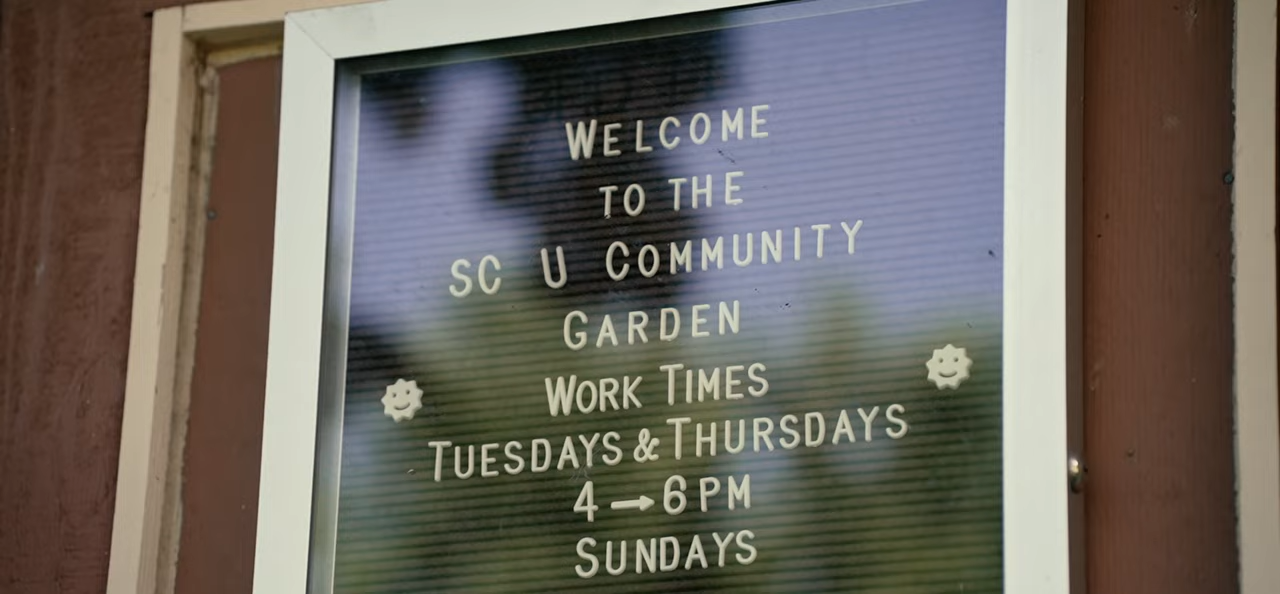 WELCOME
TO THE
SC U COMMUNITY
GARDEN
WORK TIMES
TUESDAYS & THURSDAYS
4 → 6 PM
SUNDAYS